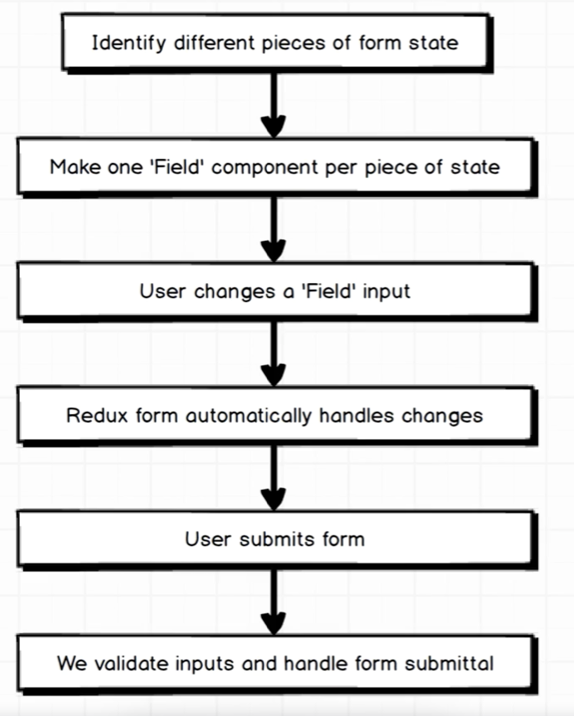 Identify different pieces of form state
Make one 'Field' component per piece of state
User changes a 'Field' input
Redux form automatically handles changes
User submits form
We validate inputs and handle form submittal